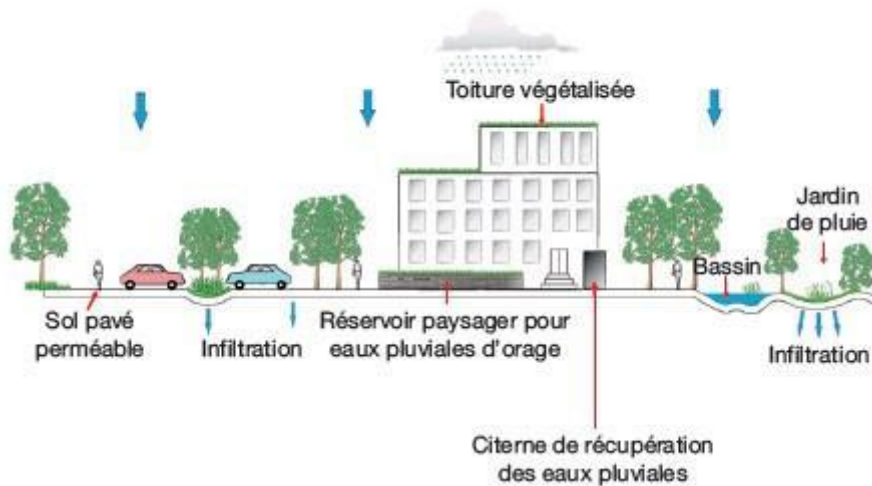 Toiture végétalisée
Jardin
de pluie
Bassin
Sol pavé
perméable
Infiltration
Réservoir paysager pour
eaux pluviales d'orage
Infiltration
Citerne de récupération
des eaux pluviales